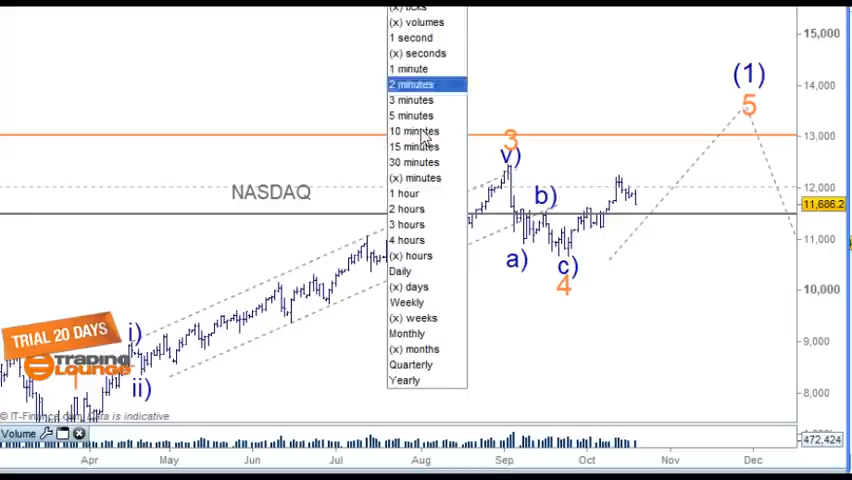 (x) ticks
(x) volumes
1 second
(x) seconds
1 minute
2 minutes
3 minutes
5 minutes
10 minutes
15 minutes
30 minutes
(x) minutes
1 hour
2 hours
3 hours
4 hours
(x) hours
Daily
(x) days
Weekly
(x) weeks
Monthly
(x) months
Quarterly
Yearly
15,000
14,000
13,000
12,000
11,686.2
11,000
10,000
9,000
8,000
(1)
5
3
v)
NASDAQ
b)
a)
c)
4
i)
ii)
TRIAL 20 DAYS
TRADING
LOUNGE
© IT-Finance.com Data is indicative
Volume
472,424
Apr May Jun Jul Aug Sep Oct Nov Dec